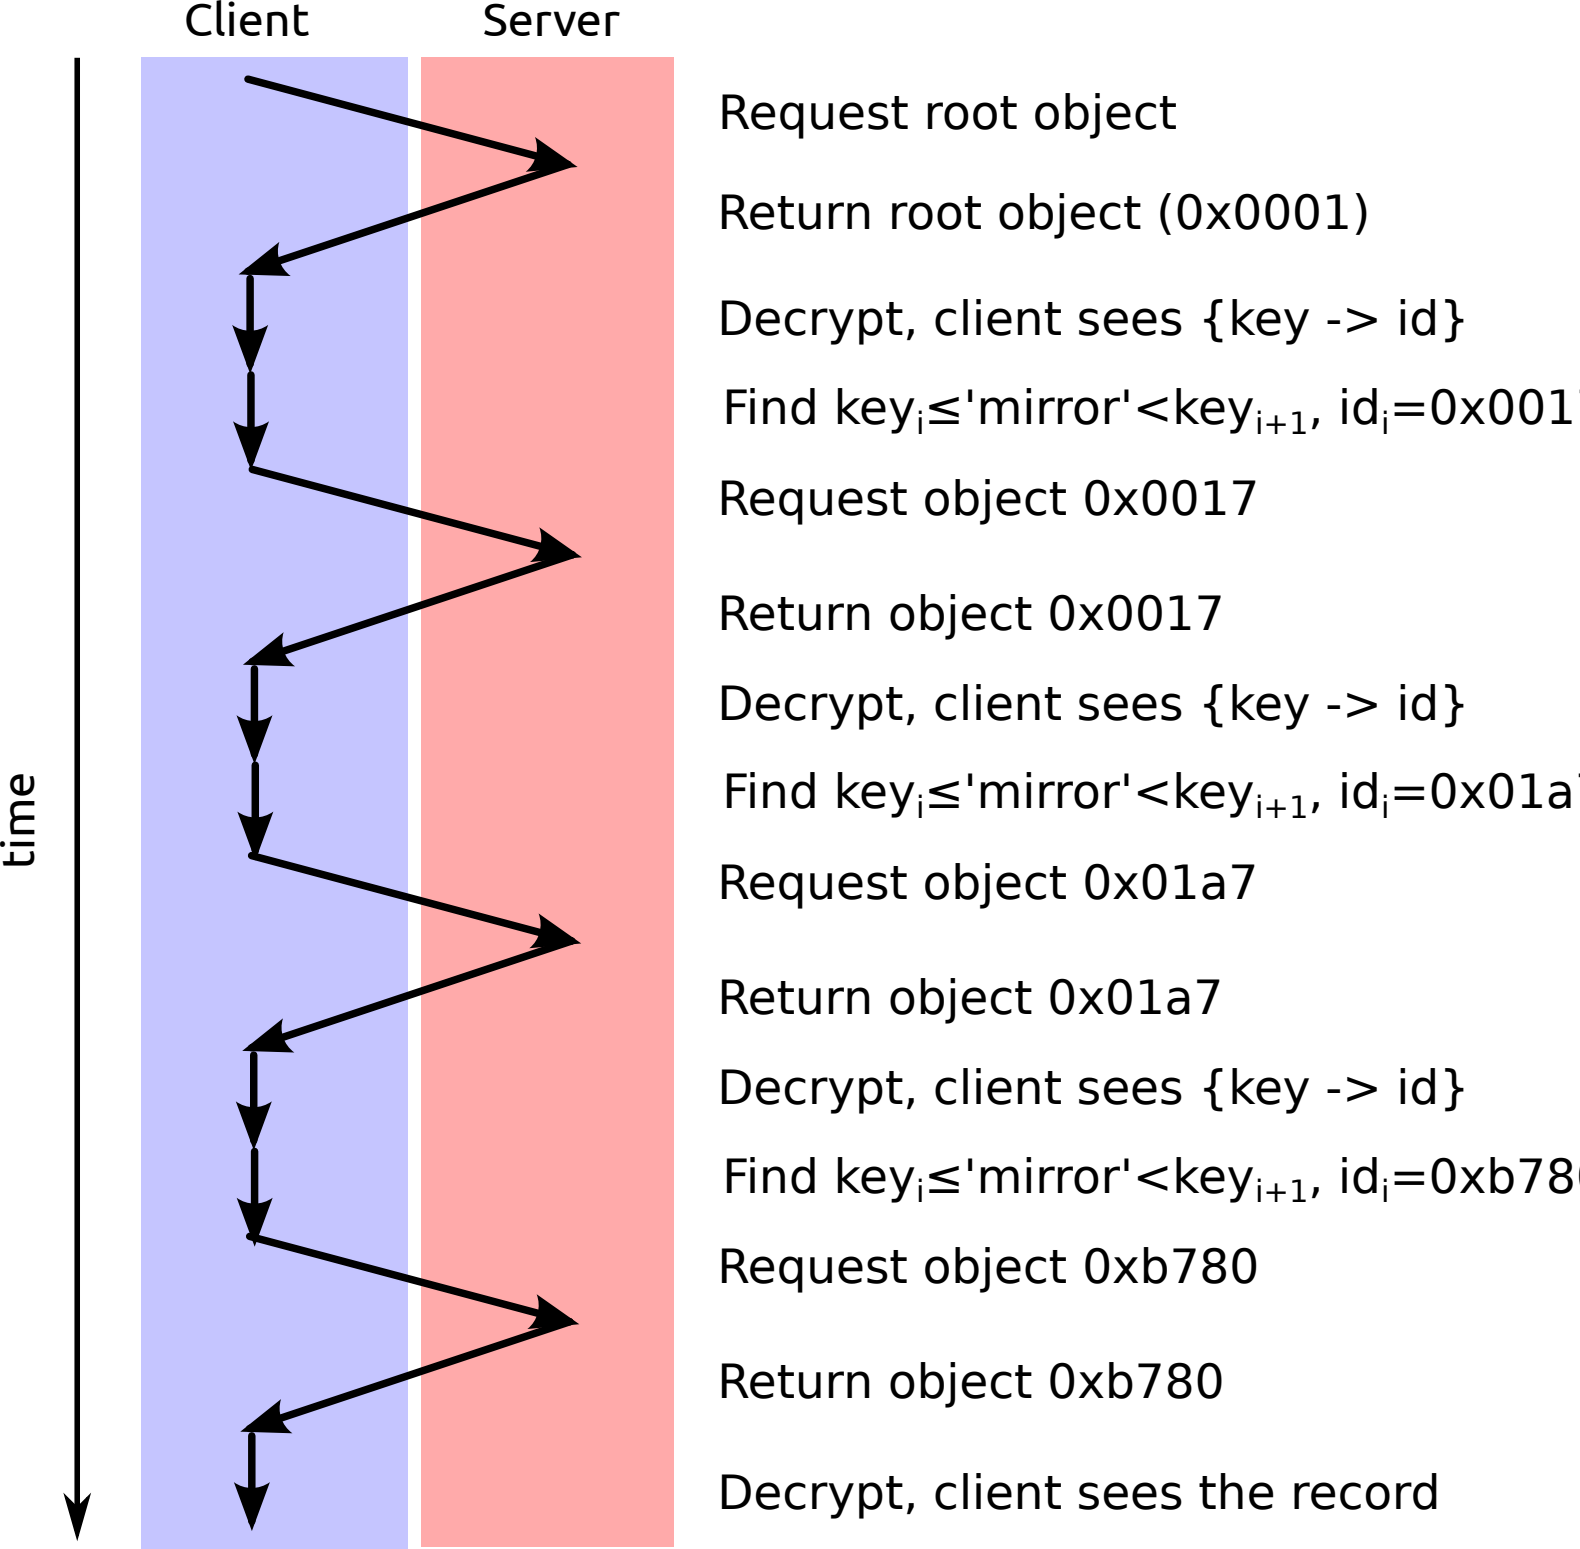 Client Server
Request root object
Return root object (0x0001)
Decrypt, client sees {key -> id}
Find keyᵢ≤'mirror'<keyᵢ₊₁, idᵢ=0x001
Request object 0x0017
Return object 0x0017
Decrypt, client sees {key -> id}
Find keyᵢ≤'mirror'<keyᵢ₊₁, idᵢ=0x01a
time
Request object 0x01a7
Return object 0x01a7
Decrypt, client sees {key -> id}
Find keyᵢ≤'mirror'<keyᵢ₊₁, idᵢ=0xb78
Request object 0xb780
Return object 0xb780
Decrypt, client sees the record